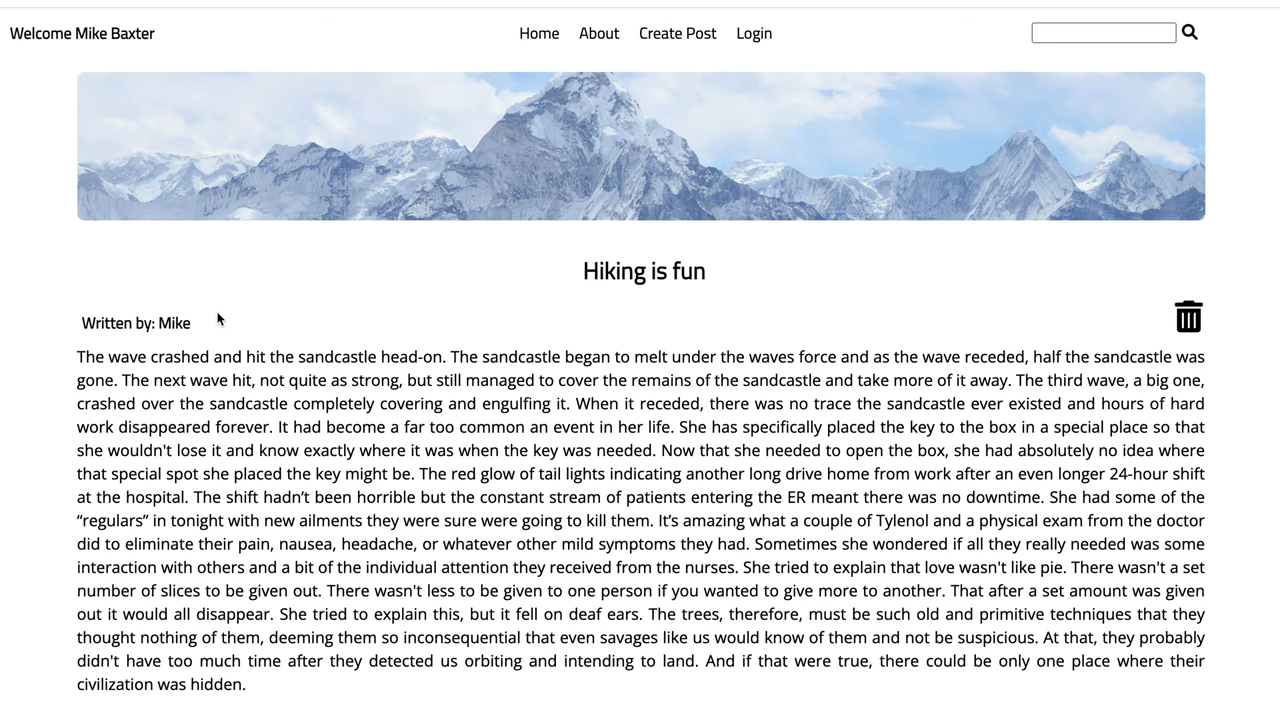 Welcome Mike Baxter
Home
About
Create Post
Login
Hiking is fun
Written by: Mike
The wave crashed and hit the sandcastle head-on. The sandcastle began to melt under the waves force and as the wave receded, half the sandcastle was
gone. The next wave hit, not quite as strong, but still managed to cover the remains of the sandcastle and take more of it away. The third wave, a big one,
crashed over the sandcastle completely covering and engulfing it. When it receded, there was no trace the sandcastle ever existed and hours of hard
work disappeared forever. It had become a far too common an event in her life. She has specifically placed the key to the box in a special place so that
she wouldn't lose it and know exactly where it was when the key was needed. Now that she needed to open the box, she had absolutely no idea where
that special spot she placed the key might be. The red glow of tail lights indicating another long drive home from work after an even longer 24-hour shift
at the hospital. The shift hadn’t been horrible but the constant stream of patients entering the ER meant there was no downtime. She had some of the
“regulars” in tonight with new ailments they were sure were going to kill them. It’s amazing what a couple of Tylenol and a physical exam from the doctor
did to eliminate their pain, nausea, headache, or whatever other mild symptoms they had. Sometimes she wondered if all they really needed was some
interaction with others and a bit of the individual attention they received from the nurses. She tried to explain that love wasn't like pie. There wasn't a set
number of slices to be given out. There wasn't less to be given to one person if you wanted to give more to another. That after a set amount was given
out it would all disappear. She tried to explain this, but it fell on deaf ears. The trees, therefore, must be such old and primitive techniques that they
thought nothing of them, deeming them so inconsequential that even savages like us would know of them and not be suspicious. At that, they probably
didn't have too much time after they detected us orbiting and intending to land. And if that were true, there could be only one place where their
civilization was hidden.